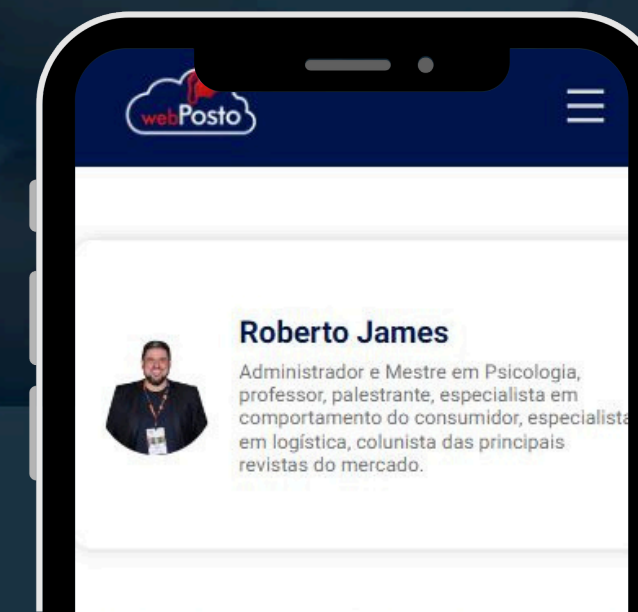 webPosto
Roberto James
Administrador e Mestre em Psicologia,
professor, palestrante, especialista em
comportamento do consumidor, especialista
em logística, colunista das principais
revistas do mercado.